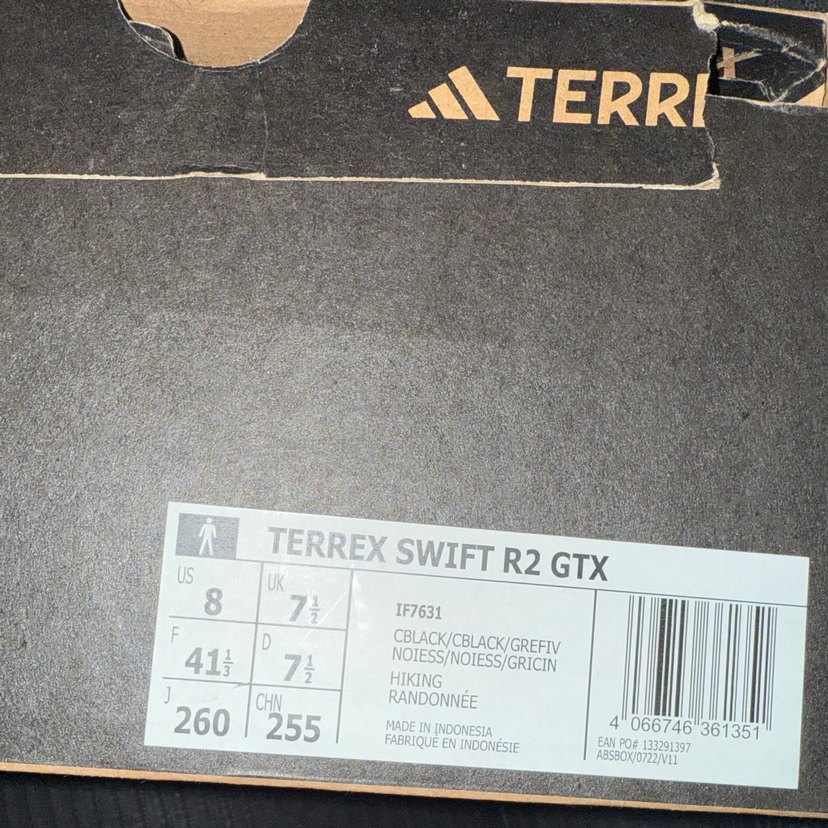 TERREX
TERREX SWIFT R2 GTX
US 8
UK 7½
F 41⅓
D 7½
J 260
CHN 255
IF7631
CBLACK/CBLACK/GREFIV
NOIESS/NOIESS/GRICIN
HIKING
RANDONNÉE
MADE IN INDONESIA
FABRIQUÉ EN INDONÉSIE
4 066746 361351
EAN PO# 133291397
ABSBOX/0722/V11